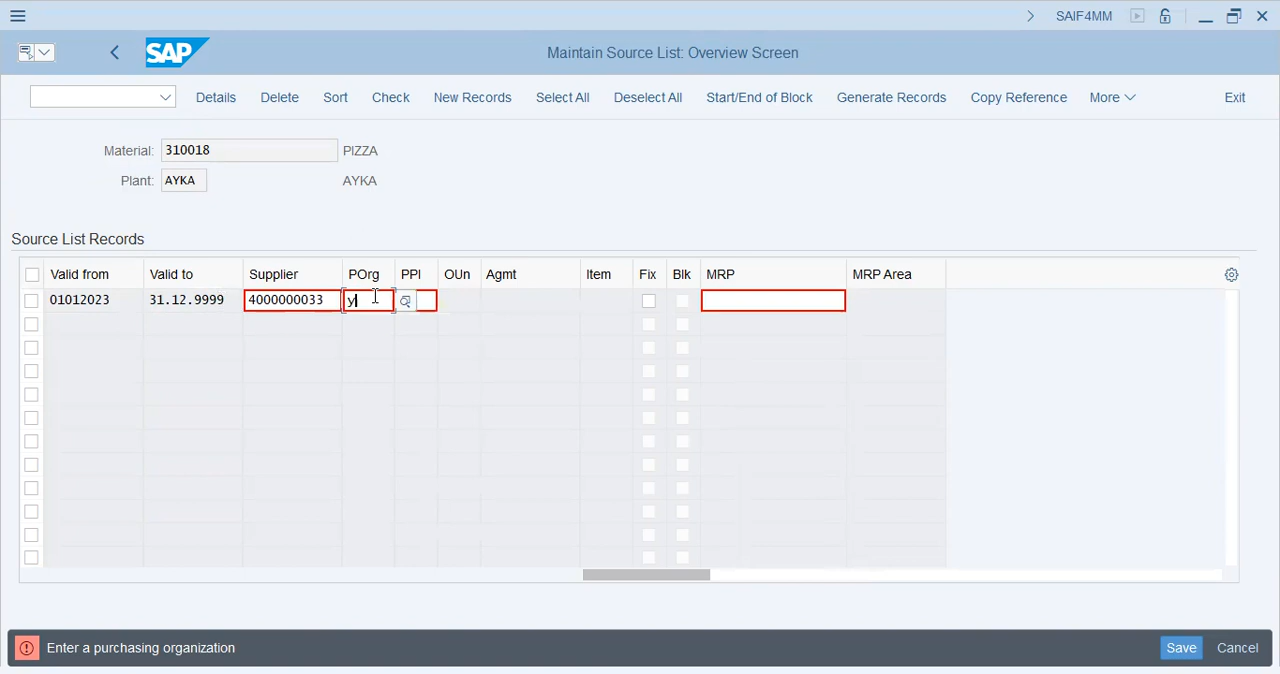 SAIF4MM
SAP
Maintain Source List: Overview Screen
Details Delete Sort Check New Records Select All Deselect All Start/End of Block Generate Records Copy Reference More Exit
Material: 310018 PIZZA
Plant: AYKA AYKA
Source List Records
Valid from Valid to Supplier POrg PPl OUn Agmt Item Fix Blk MRP MRP Area
01012023 31.12.9999 4000000033 y
Enter a purchasing organization
Save Cancel